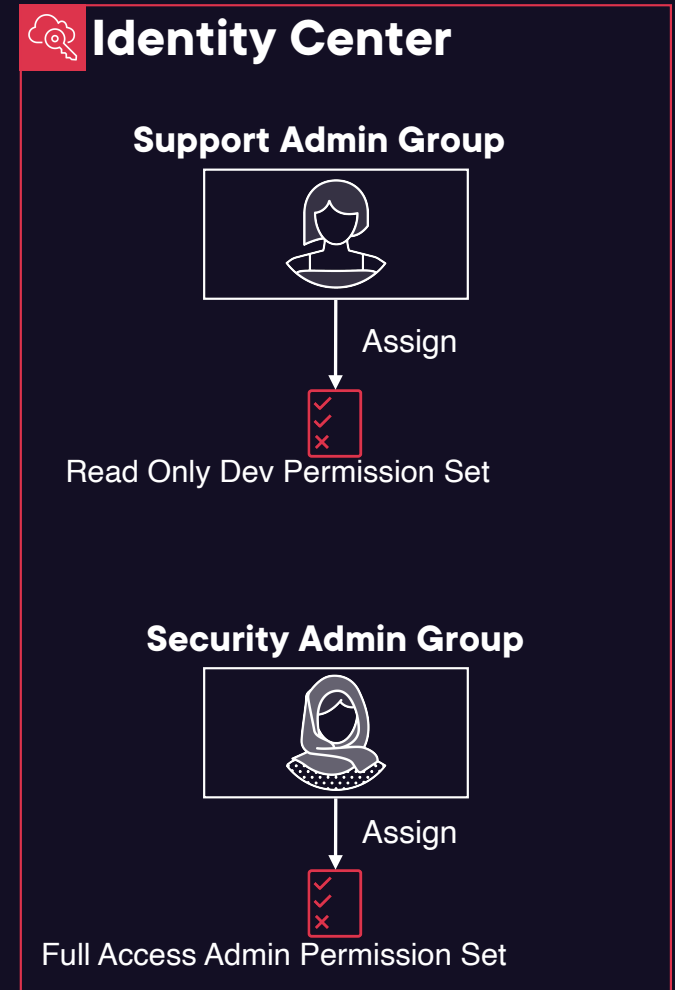 Identity Center
Support Admin Group
Assign
Read Only Dev Permission Set
Security Admin Group
Assign
Full Access Admin Permission Set